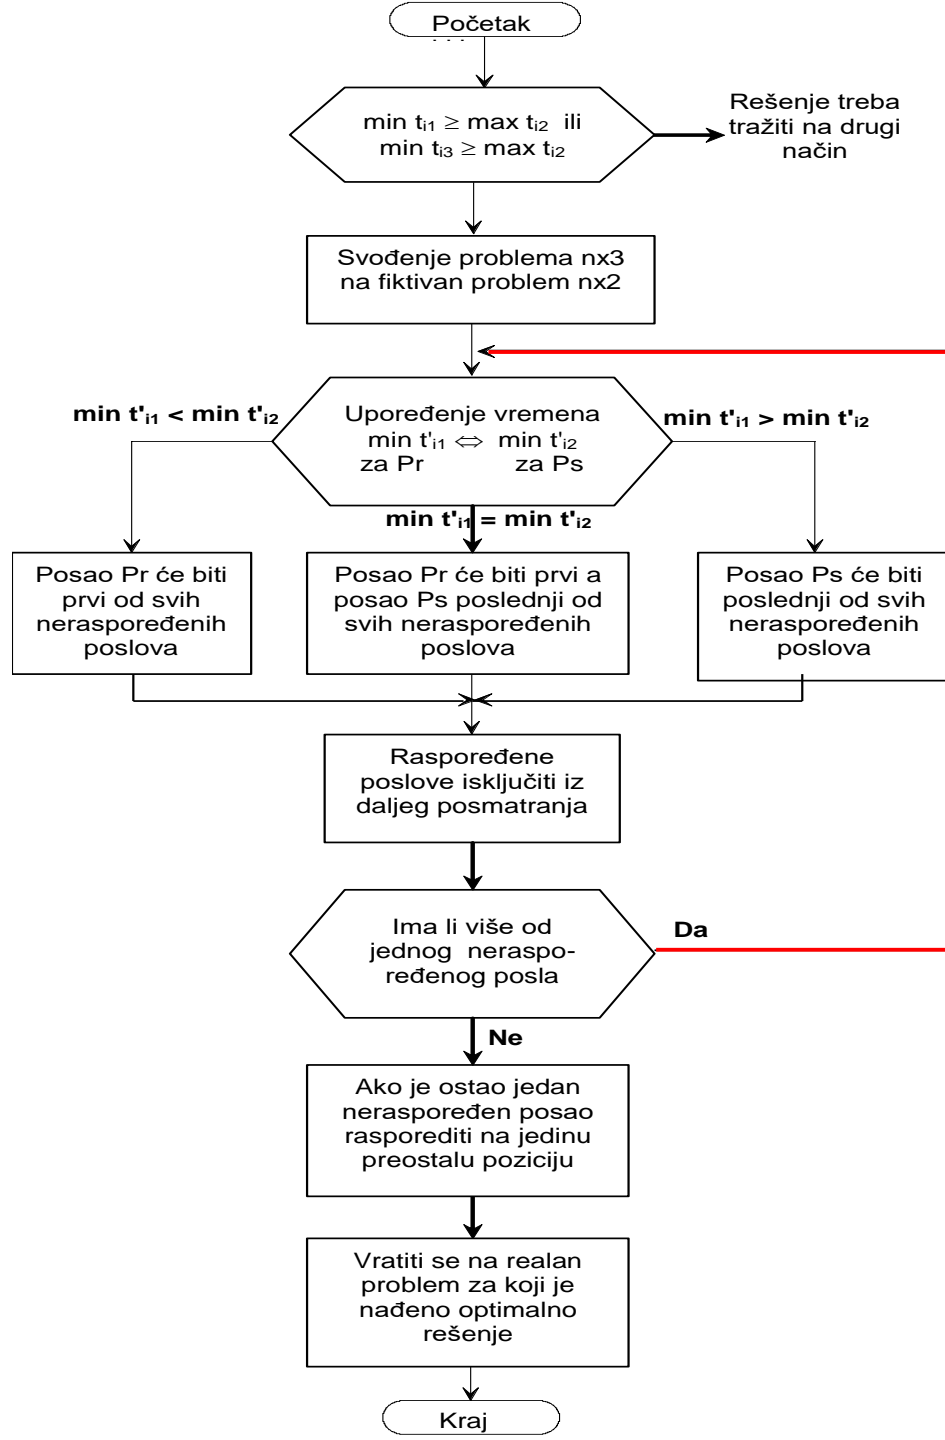 Početak
min ti1 ≥ max ti2 ili
min ti3 ≥ max ti2
Rešenje treba
tražiti na drugi
način
Svođenje problema nx3
na fiktivan problem nx2
min t'i1 < min t'i2
Upoređenje vremena
min t'i1 ⇔ min t'i2
za Pr za Ps
min t'i1 > min t'i2
min t'i1 = min t'i2
Posao Pr će biti
prvi od svih
neraspoređenih
poslova
Posao Pr će biti prvi a
posao Ps poslednji od
svih neraspoređenih
poslova
Posao Ps će biti
poslednji od svih
neraspoređenih
poslova
Raspoređene
poslove isključiti iz
daljeg posmatranja
Ima li više od
jednog neraspo-
ređenog posla
Da
Ne
Ako je ostao jedan
neraspoređen posao
rasporediti na jedinu
preostalu poziciju
Vratiti se na realan
problem za koji je
nađeno optimalno
rešenje
Kraj